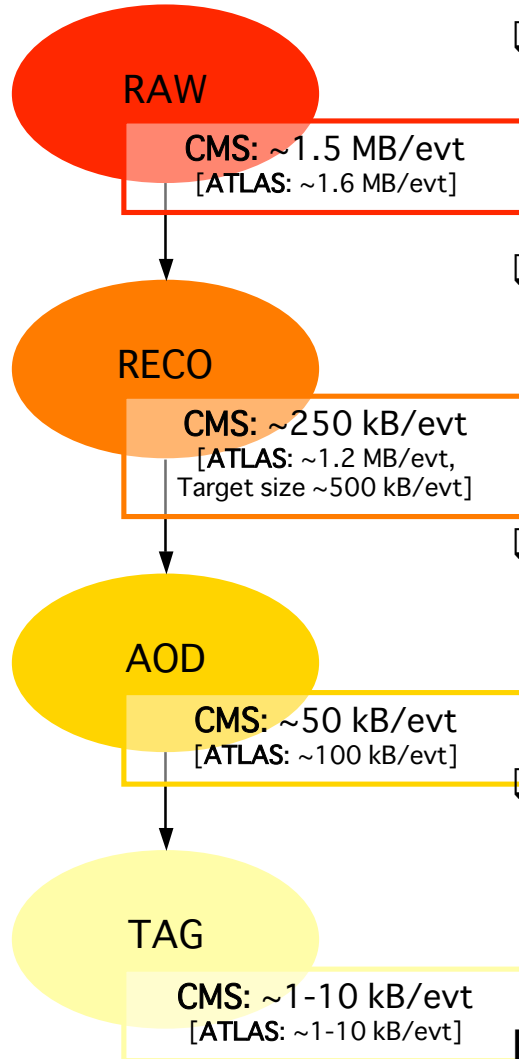 RAW
CMS: ~1.5 MB/evt
[ATLAS: ~1.6 MB/evt]
RECO
CMS: ~250 kB/evt
[ATLAS: ~1.2 MB/evt,
Target size ~500 kB/evt]
AOD
CMS: ~50 kB/evt
[ATLAS: ~100 kB/evt]
TAG
CMS: ~1-10 kB/evt
[ATLAS: ~1-10 kB/evt]